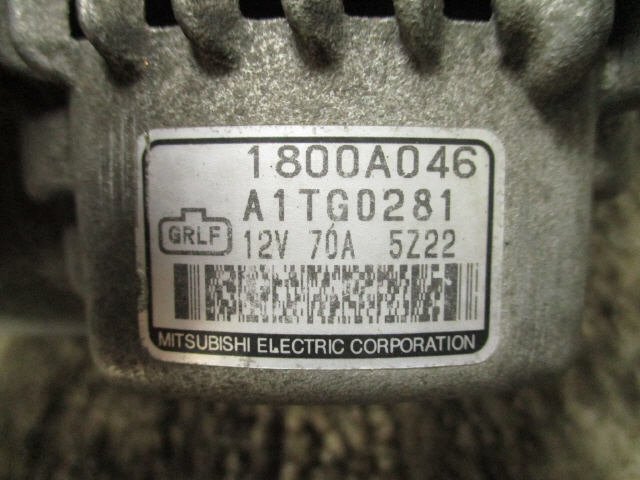 1800A046
A1TG0281
GRLF
12V 70A 5Z22
MITSUBISHI ELECTRIC CORPORATION